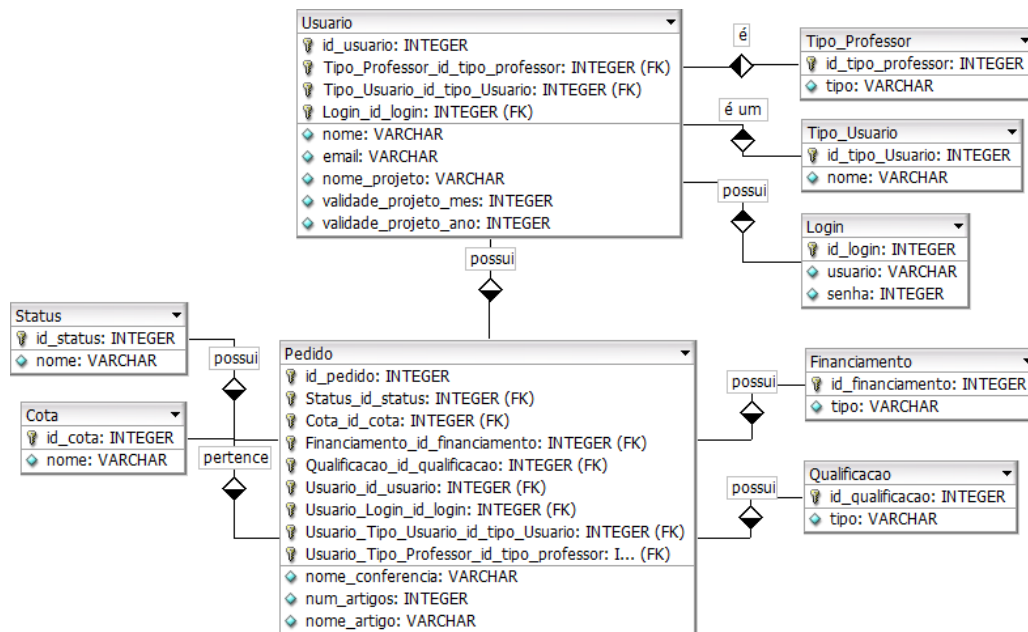 Usuario
id_usuario: INTEGER
Tipo_Professor_id_tipo_professor: INTEGER (FK)
Tipo_Usuario_id_tipo_Usuario: INTEGER (FK)
Login_id_login: INTEGER (FK)
nome: VARCHAR
email: VARCHAR
nome_projeto: VARCHAR
validade_projeto_mes: INTEGER
validade_projeto_ano: INTEGER
é
Tipo_Professor
id_tipo_professor: INTEGER
tipo: VARCHAR
é um
Tipo_Usuario
id_tipo_Usuario: INTEGER
nome: VARCHAR
possui
Login
id_login: INTEGER
usuario: VARCHAR
senha: INTEGER
possui
Status
id_status: INTEGER
nome: VARCHAR
possui
Cota
id_cota: INTEGER
nome: VARCHAR
pertence
Pedido
id_pedido: INTEGER
Status_id_status: INTEGER (FK)
Cota_id_cota: INTEGER (FK)
Financiamento_id_financiamento: INTEGER (FK)
Qualificacao_id_qualificacao: INTEGER (FK)
Usuario_id_usuario: INTEGER (FK)
Usuario_Login_id_login: INTEGER (FK)
Usuario_Tipo_Usuario_id_tipo_Usuario: INTEGER (FK)
Usuario_Tipo_Professor_id_tipo_professor: I... (FK)
nome_conferencia: VARCHAR
num_artigos: INTEGER
nome_artigo: VARCHAR
possui
Financiamento
id_financiamento: INTEGER
tipo: VARCHAR
possui
Qualificacao
id_qualificacao: INTEGER
tipo: VARCHAR